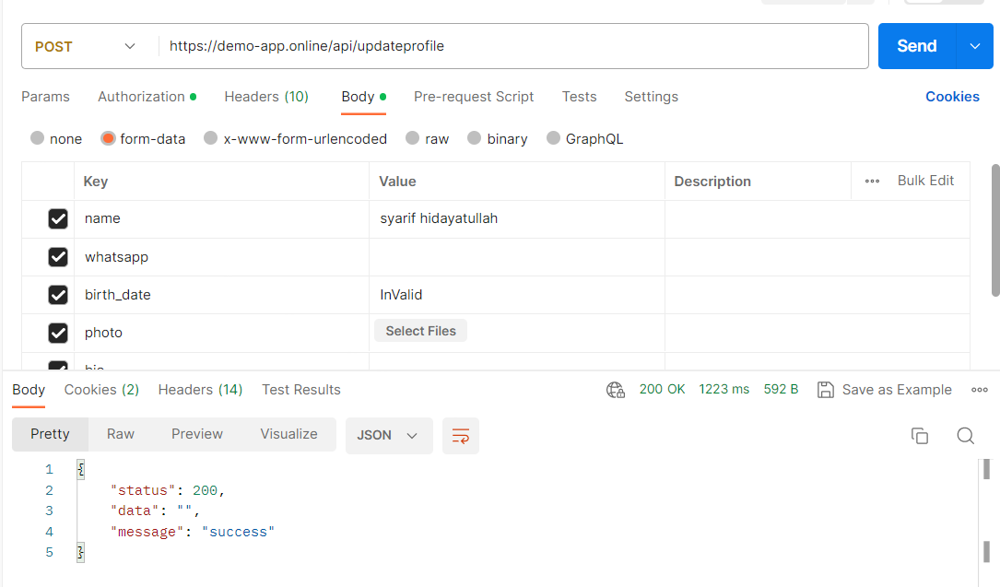 POST https://demo-app.online/api/updateprofile Send
Params Authorization Headers (10) Body Pre-request Script Tests Settings Cookies
none form-data x-www-form-urlencoded raw binary GraphQL
Key Value Description Bulk Edit
name syarif hidayatullah
whatsapp
birth_date InValid
photo Select Files
Body Cookies (2) Headers (14) Test Results 200 OK 1223 ms 592 B Save as Example
Pretty Raw Preview Visualize JSON
1 {
2 "status": 200,
3 "data": "",
4 "message": "success"
5 }